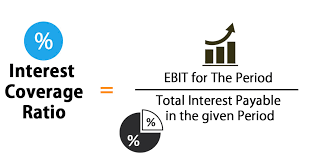 %
Interest
Coverage
Ratio
=
EBIT for The Period
Total Interest Payable
in the given Period
%
%